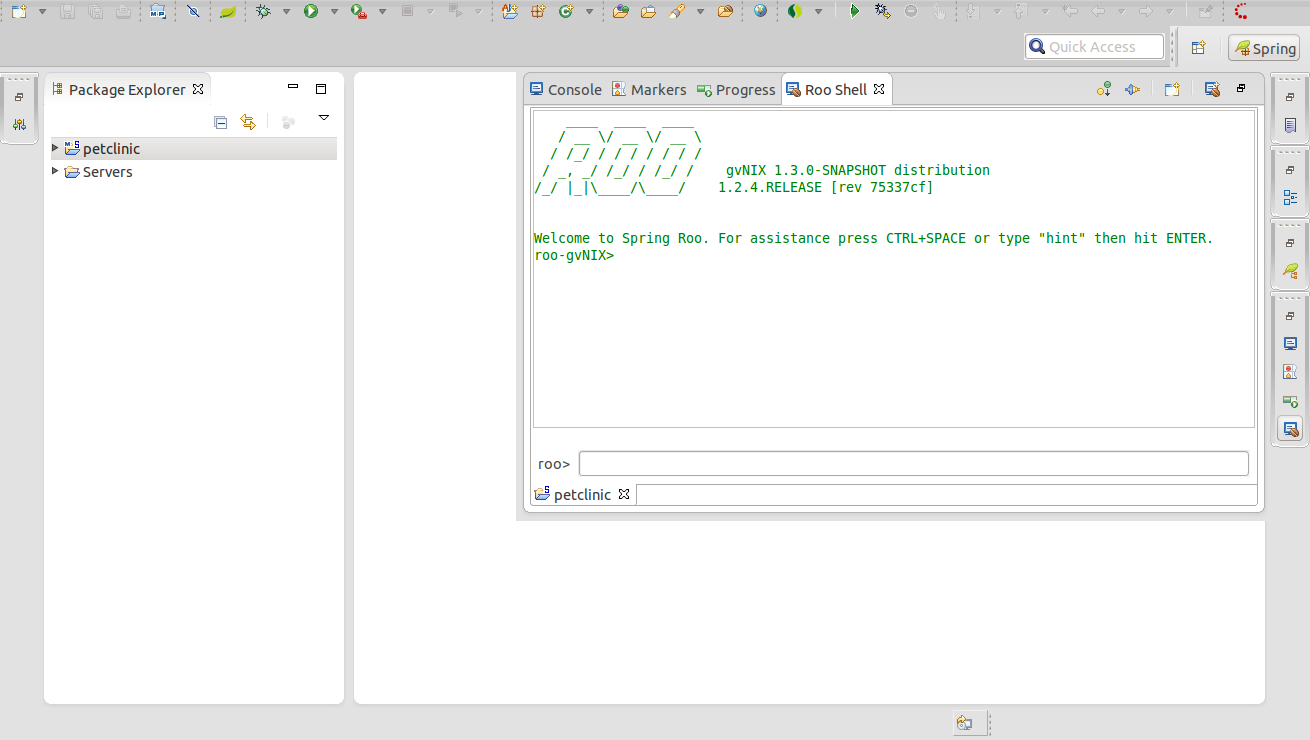 Quick Access
Spring
Package Explorer
petclinic
Servers
Console Markers Progress Roo Shell
    ____  ____  ____
   / __ \/ __ \/ __ \
  / /_/ / / / / / / /
 / _, _/ /_/ / /_/ /    gvNIX 1.3.0-SNAPSHOT distribution
/_/ |_|\____/\____/    1.2.4.RELEASE [rev 75337cf]
Welcome to Spring Roo. For assistance press CTRL+SPACE or type "hint" then hit ENTER.
roo-gvNIX>
roo>
petclinic